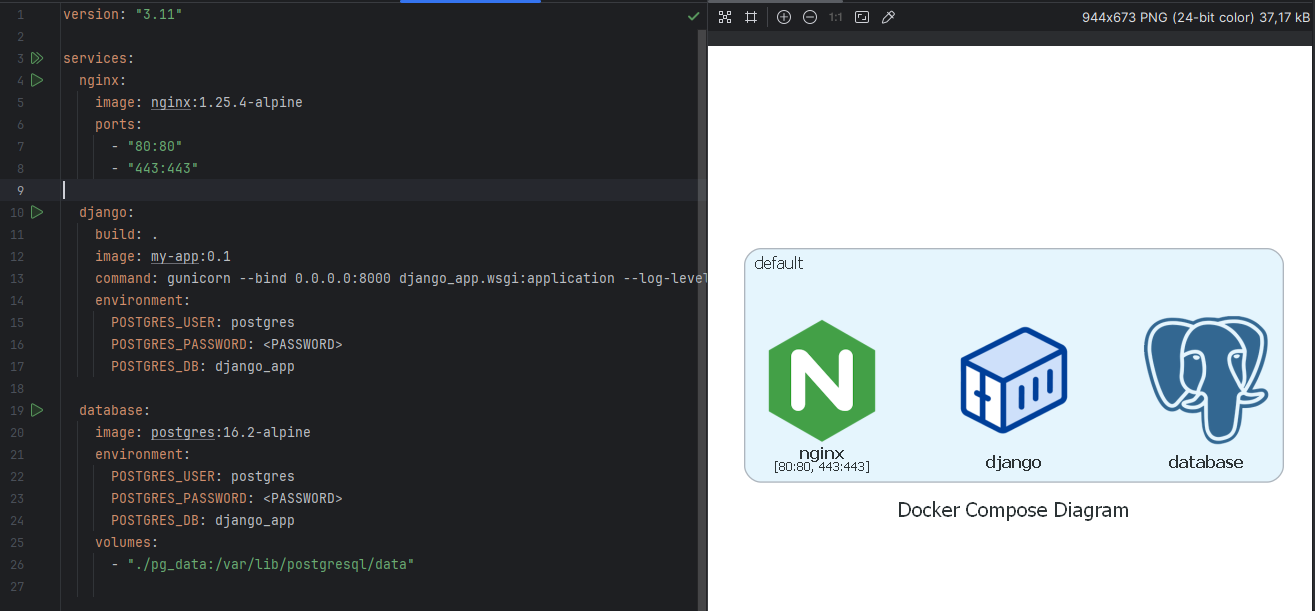 1 version: "3.11"
2
3 services:
4 nginx:
5 image: nginx:1.25.4-alpine
6 ports:
7 - "80:80"
8 - "443:443"
9
10 django:
11 build: .
12 image: my-app:0.1
13 command: gunicorn --bind 0.0.0.0:8000 django_app.wsgi:application --log-level
14 environment:
15 POSTGRES_USER: postgres
16 POSTGRES_PASSWORD: <PASSWORD>
17 POSTGRES_DB: django_app
18
19 database:
20 image: postgres:16.2-alpine
21 environment:
22 POSTGRES_USER: postgres
23 POSTGRES_PASSWORD: <PASSWORD>
24 POSTGRES_DB: django_app
25 volumes:
26 - "./pg_data:/var/lib/postgresql/data"
27
1:1
944x673 PNG (24-bit color) 37,17 kB
default
N
nginx
[80:80, 443:443]
django
database
Docker Compose Diagram